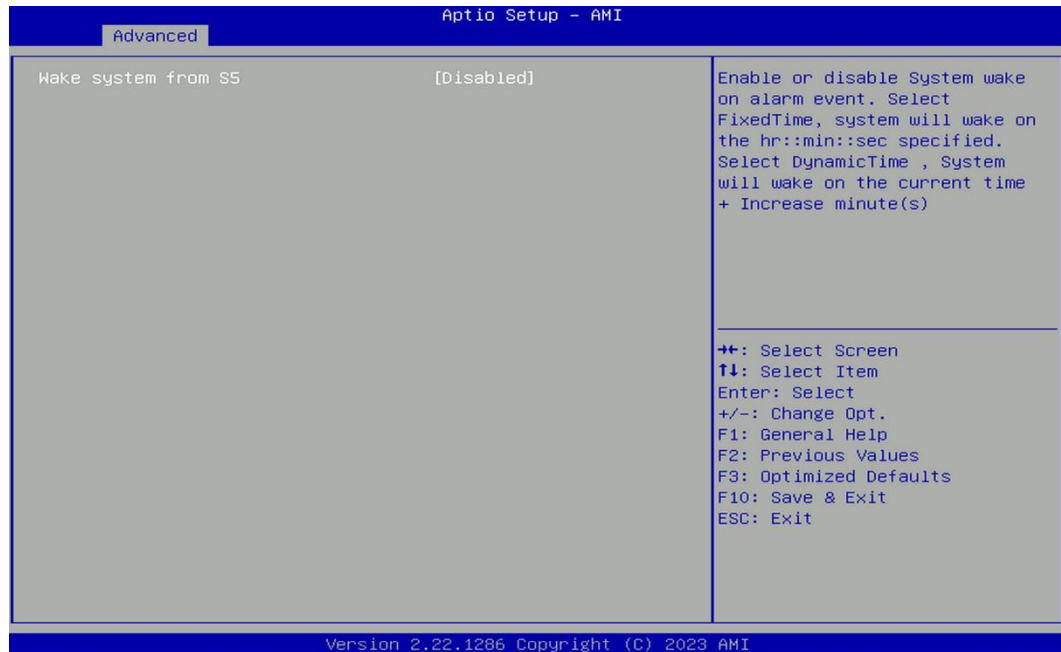 Aptio Setup – AMI
Advanced
Wake system from S5 [Disabled]
Enable or disable System wake
on alarm event. Select
FixedTime, system will wake on
the hr::min::sec specified.
Select DynamicTime , System
will wake on the current time
+ Increase minute(s)
→←: Select Screen
↑↓: Select Item
Enter: Select
+/-: Change Opt.
F1: General Help
F2: Previous Values
F3: Optimized Defaults
F10: Save & Exit
ESC: Exit
Version 2.22.1286 Copyright (C) 2023 AMI